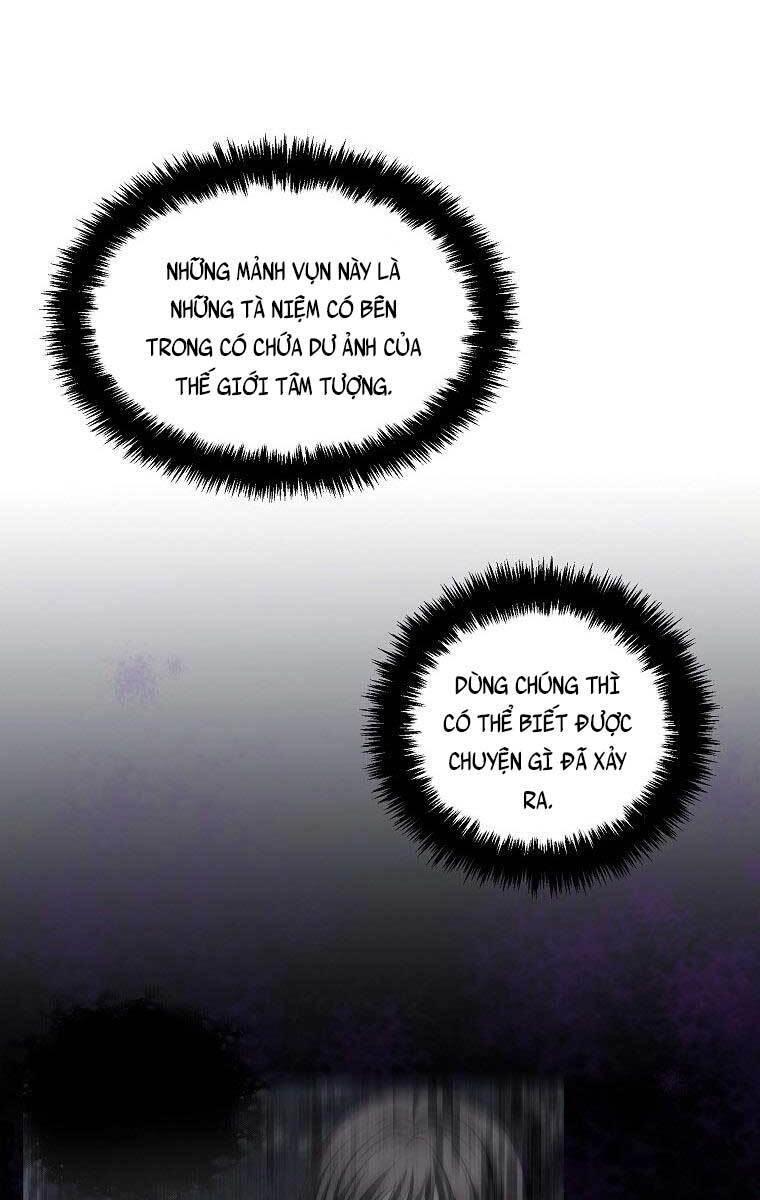 NHỮNG MẢNH VỤN NÀY LÀ
NHỮNG TÀ NIỆM CÓ BÊN
TRONG CÓ CHỨA DƯ ẢNH CỦA
THẾ GIỚI TÂM TƯỢNG.
DÙNG CHÚNG THÌ
CÓ THỂ BIẾT ĐƯỢC
CHUYỆN GÌ ĐÃ XẢY
RA.